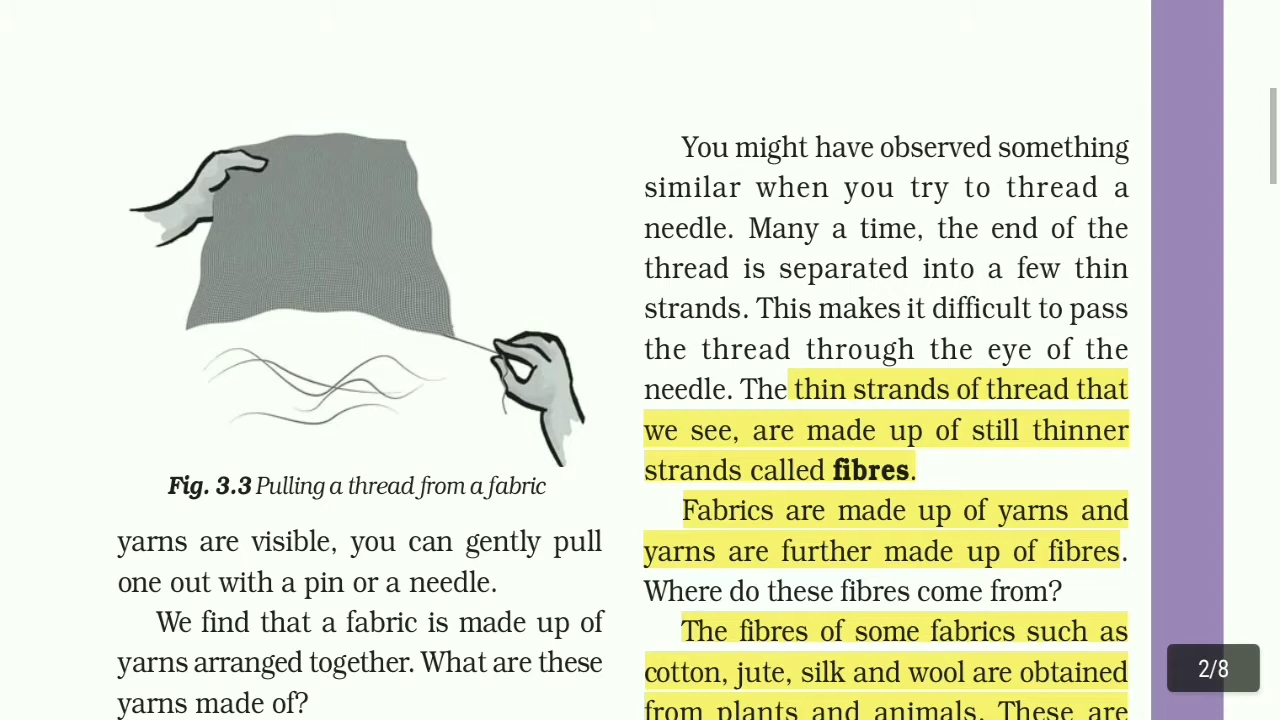 Fig. 3.3 Pulling a thread from a fabric
yarns are visible, you can gently pull
one out with a pin or a needle.
We find that a fabric is made up of
yarns arranged together. What are these
yarns made of?
You might have observed something
similar when you try to thread a
needle. Many a time, the end of the
thread is separated into a few thin
strands. This makes it difficult to pass
the thread through the eye of the
needle. The thin strands of thread that
we see, are made up of still thinner
strands called fibres.
Fabrics are made up of yarns and
yarns are further made up of fibres.
Where do these fibres come from?
The fibres of some fabrics such as
cotton, jute, silk and wool are obtained
from plants and animals. These are
2/8